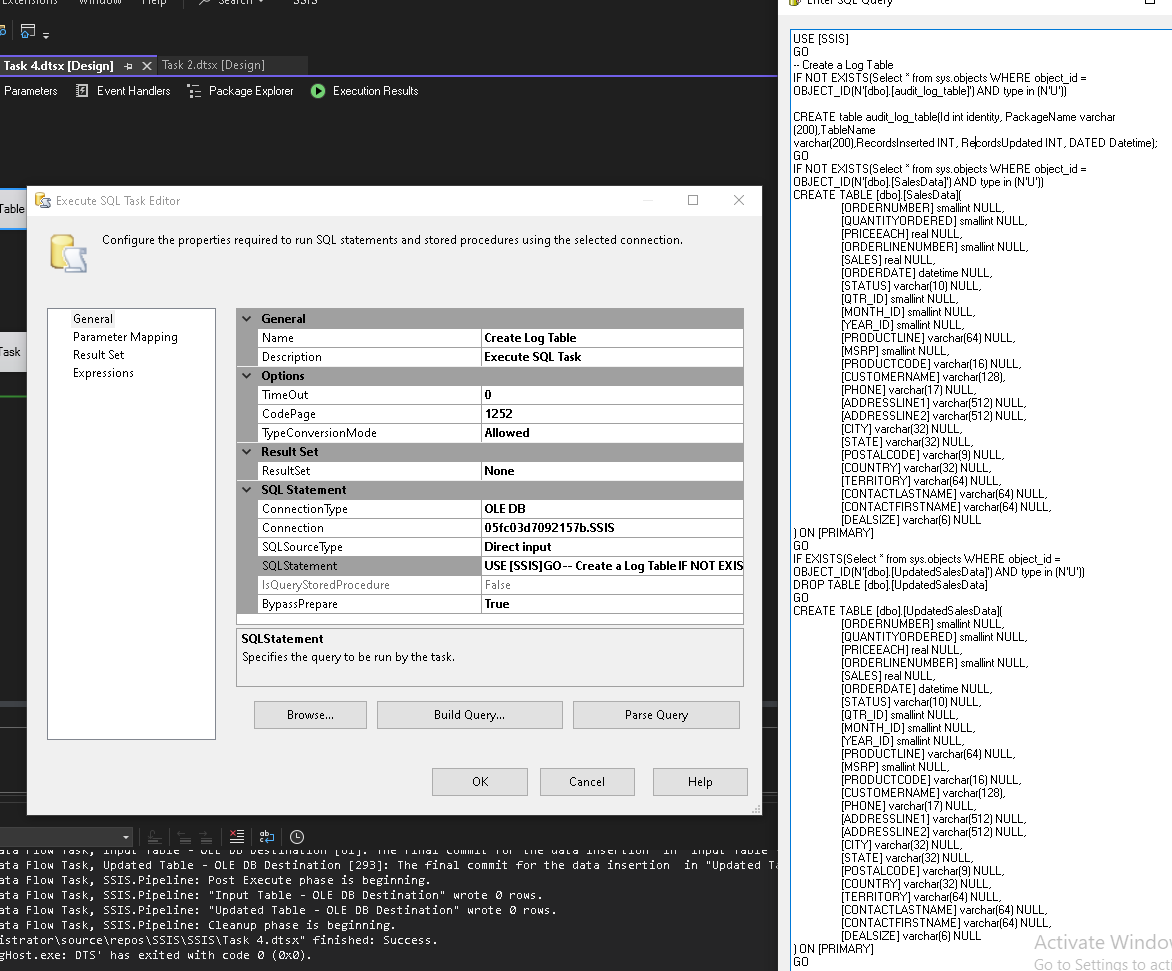 Extensions Window Help Search SSIS
Enter SQL Query
Task 4.dtsx [Design]
Task 2.dtsx [Design]
Parameters
Event Handlers
Package Explorer
Execution Results
Table
Task
Execute SQL Task Editor
Configure the properties required to run SQL statements and stored procedures using the selected connection.
General
Parameter Mapping
Result Set
Expressions
General
Name Create Log Table
Description Execute SQL Task
Options
TimeOut 0
CodePage 1252
TypeConversionMode Allowed
Result Set
ResultSet None
SQL Statement
ConnectionType OLE DB
Connection 05fc03d7092157b.SSIS
SQLSourceType Direct input
SQLStatement USE [SSIS]GO-- Create a Log TableIF NOT EXIS
IsQueryStoredProcedure False
BypassPrepare True
SQLStatement
Specifies the query to be run by the task.
Browse...
Build Query...
Parse Query
OK
Cancel
Help
ata Flow Task, Input Table - OLE DB Destination [61]: The final commit for the data insertion  in "Input Table
ata Flow Task, Updated Table - OLE DB Destination [293]: The final commit for the data insertion  in "Updated Ta
ata Flow Task, SSIS.Pipeline: Post Execute phase is beginning.
ata Flow Task, SSIS.Pipeline: "Input Table - OLE DB Destination" wrote 0 rows.
ata Flow Task, SSIS.Pipeline: "Updated Table - OLE DB Destination" wrote 0 rows.
ata Flow Task, SSIS.Pipeline: Cleanup phase is beginning.
istrator\source\repos\SSIS\SSIS\Task 4.dtsx" finished: Success.
gHost.exe: DTS' has exited with code 0 (0x0).
USE [SSIS]
GO
-- Create a Log Table
IF NOT EXISTS(Select * from sys.objects WHERE object_id =
OBJECT_ID(N'[dbo].[audit_log_table]') AND type in (N'U'))
CREATE table audit_log_table(Id int identity, PackageName varchar
(200),TableName
varchar(200),RecordsInserted INT, RecordsUpdated INT, DATED Datetime);
GO
IF NOT EXISTS(Select * from sys.objects WHERE object_id =
OBJECT_ID(N'[dbo].[SalesData]') AND type in (N'U'))
CREATE TABLE [dbo].[SalesData](
[ORDERNUMBER] smallint NULL,
[QUANTITYORDERED] smallint NULL,
[PRICEEACH] real NULL,
[ORDERLINENUMBER] smallint NULL,
[SALES] real NULL,
[ORDERDATE] datetime NULL,
[STATUS] varchar(10) NULL,
[QTR_ID] smallint NULL,
[MONTH_ID] smallint NULL,
[YEAR_ID] smallint NULL,
[PRODUCTLINE] varchar(64) NULL,
[MSRP] smallint NULL,
[PRODUCTCODE] varchar(16) NULL,
[CUSTOMERNAME] varchar(128),
[PHONE] varchar(17) NULL,
[ADDRESSLINE1] varchar(512) NULL,
[ADDRESSLINE2] varchar(512) NULL,
[CITY] varchar(32) NULL,
[STATE] varchar(32) NULL,
[POSTALCODE] varchar(9) NULL,
[COUNTRY] varchar(32) NULL,
[TERRITORY] varchar(64) NULL,
[CONTACTLASTNAME] varchar(64) NULL,
[CONTACTFIRSTNAME] varchar(64) NULL,
[DEALSIZE] varchar(6) NULL
) ON [PRIMARY]
GO
IF EXISTS(Select * from sys.objects WHERE object_id =
OBJECT_ID(N'[dbo].[UpdatedSalesData]') AND type in (N'U'))
DROP TABLE [dbo].[UpdatedSalesData]
GO
CREATE TABLE [dbo].[UpdatedSalesData](
[ORDERNUMBER] smallint NULL,
[QUANTITYORDERED] smallint NULL,
[PRICEEACH] real NULL,
[ORDERLINENUMBER] smallint NULL,
[SALES] real NULL,
[ORDERDATE] datetime NULL,
[STATUS] varchar(10) NULL,
[QTR_ID] smallint NULL,
[MONTH_ID] smallint NULL,
[YEAR_ID] smallint NULL,
[PRODUCTLINE] varchar(64) NULL,
[MSRP] smallint NULL,
[PRODUCTCODE] varchar(16) NULL,
[CUSTOMERNAME] varchar(128),
[PHONE] varchar(17) NULL,
[ADDRESSLINE1] varchar(512) NULL,
[ADDRESSLINE2] varchar(512) NULL,
[CITY] varchar(32) NULL,
[STATE] varchar(32) NULL,
[POSTALCODE] varchar(9) NULL,
[COUNTRY] varchar(32) NULL,
[TERRITORY] varchar(64) NULL,
[CONTACTLASTNAME] varchar(64) NULL,
[CONTACTFIRSTNAME] varchar(64) NULL,
[DEALSIZE] varchar(6) NULL
) ON [PRIMARY]
GO
Activate Windo
Go to Settings to acti